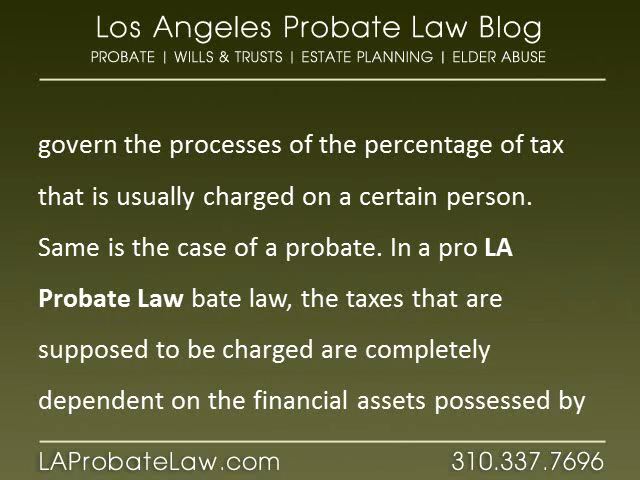 Los Angeles Probate Law Blog
PROBATE | WILLS & TRUSTS | ESTATE PLANNING | ELDER ABUSE
govern the processes of the percentage of tax
that is usually charged on a certain person.
Same is the case of a probate. In a pro LA
Probate Law bate law, the taxes that are
supposed to be charged are completely
dependent on the financial assets possessed by
LAProbateLaw.com 310.337.7696